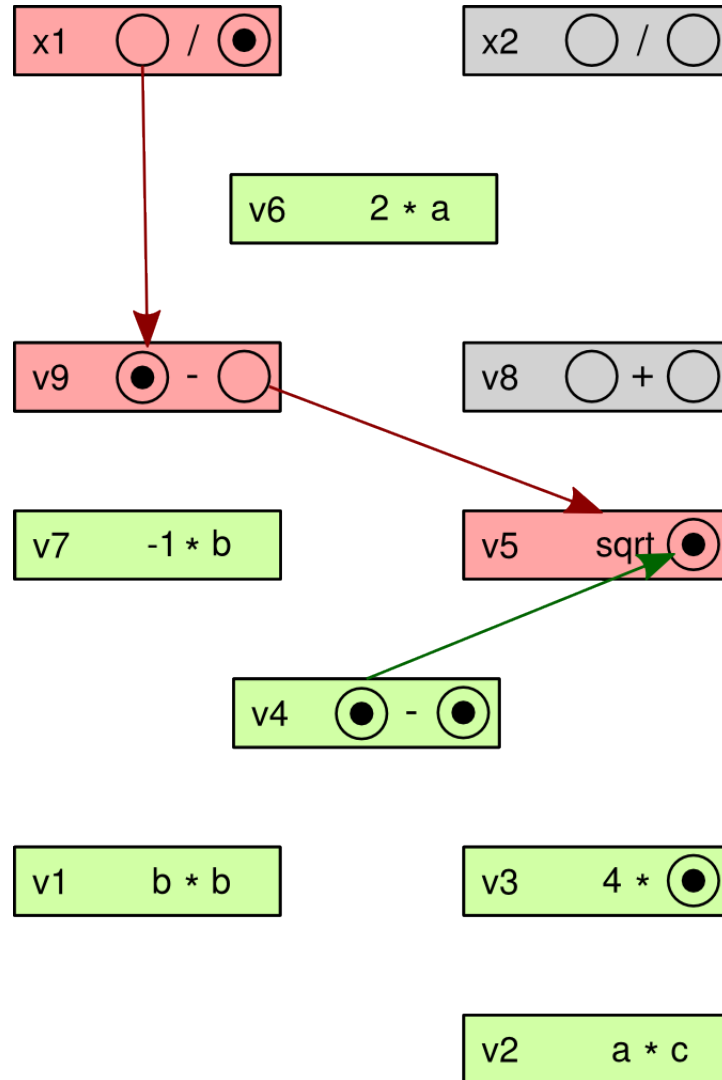 x1 /
x2 /
v6 2 * a
v9 -
v8 +
v7 -1 * b
v5 sqrt
v4 -
v1 b * b
v3 4 *
v2 a * c